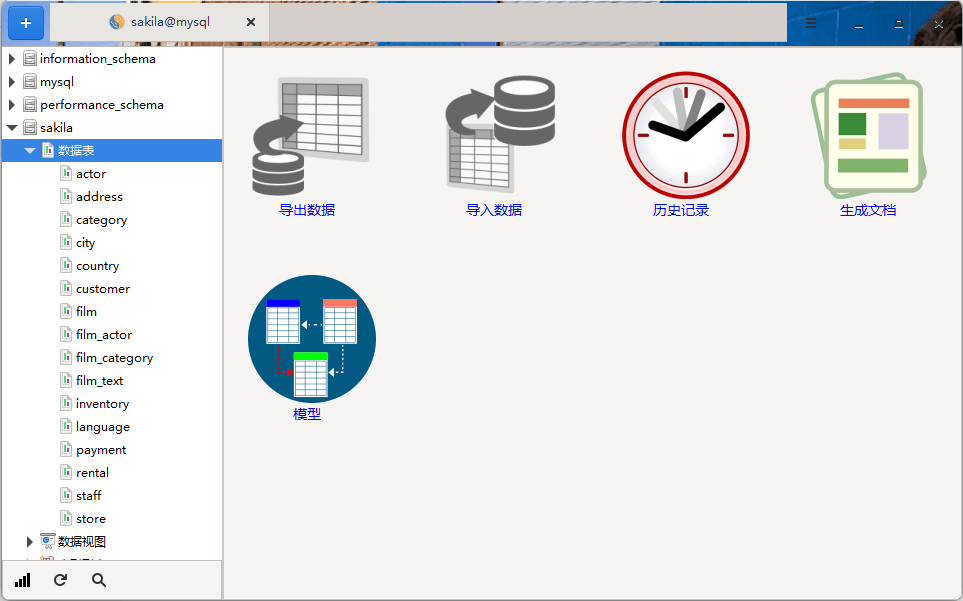 sakila@mysql
information_schema
mysql
performance_schema
sakila
数据表
actor
address
category
city
country
customer
film
film_actor
film_category
film_text
inventory
language
payment
rental
staff
store
数据视图
导出数据
导入数据
历史记录
生成文档
模型